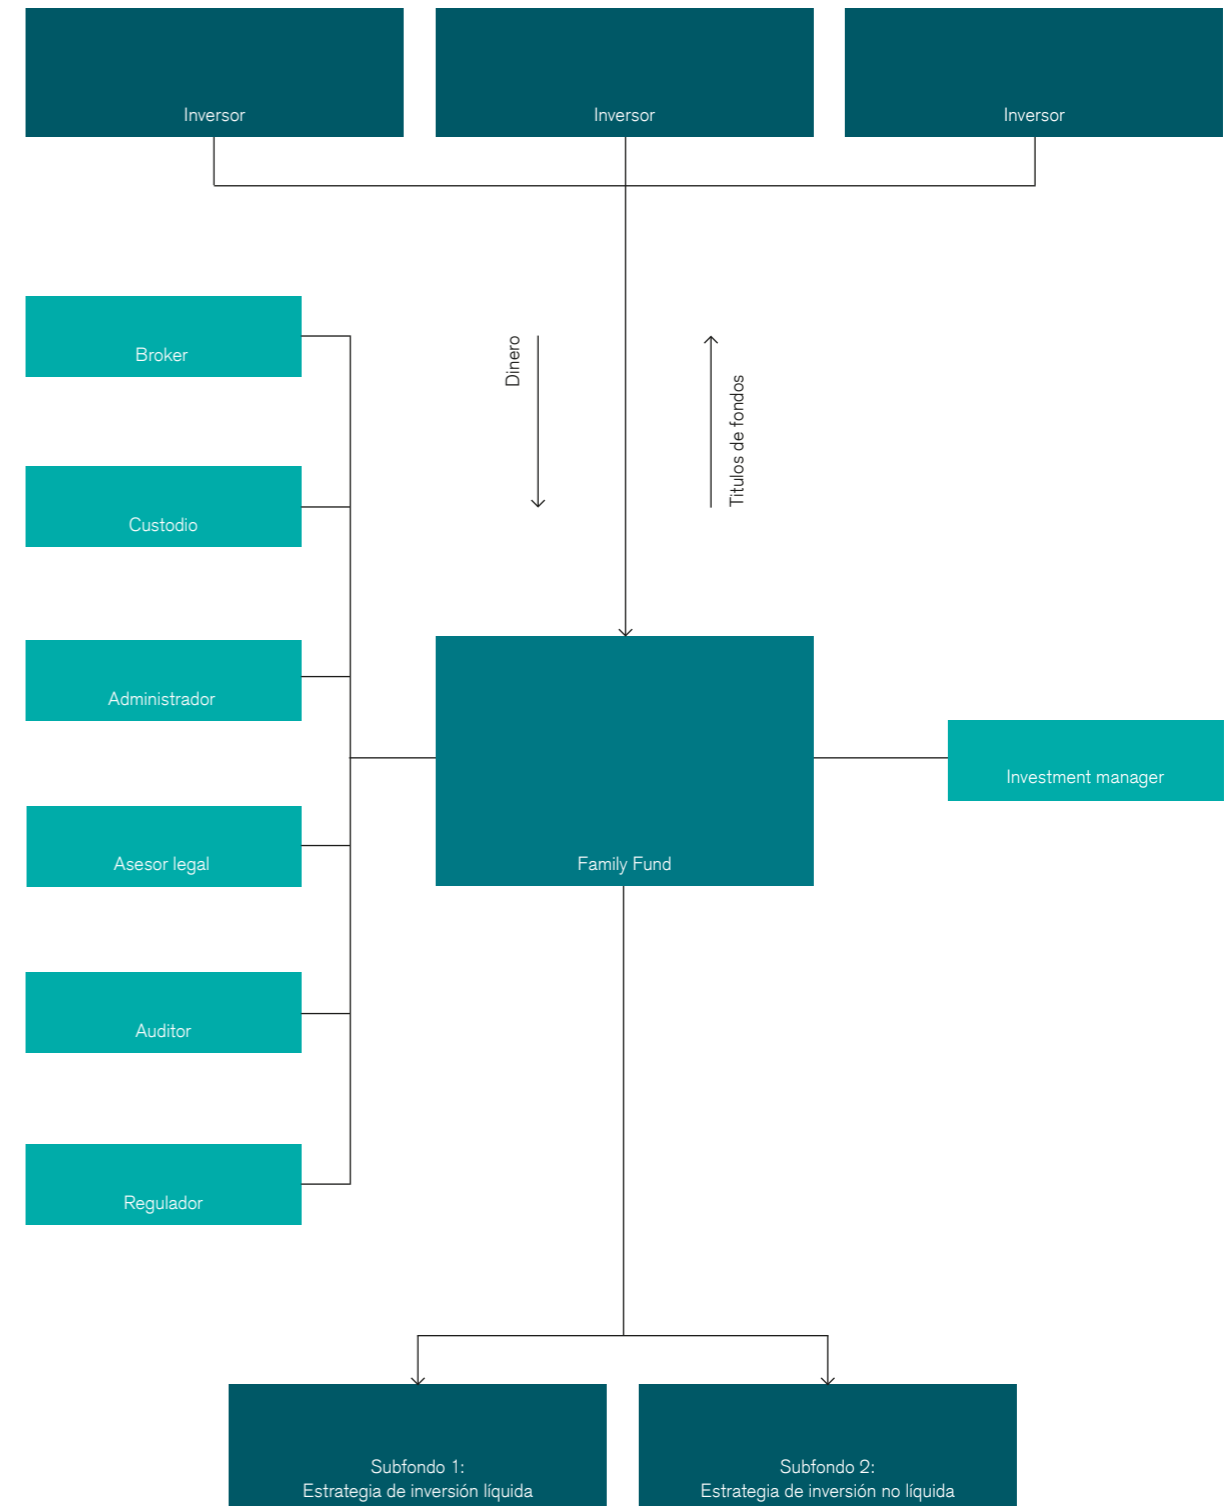 Inversor
Inversor
Inversor
Broker
Dinero
Titulos de fondos
Custodio
Administrador
Investment manager
Asesor legal
Family Fund
Auditor
Regulador
Subfondo 1:
Estrategia de inversión líquida
Subfondo 2:
Estrategia de inversión no líquida